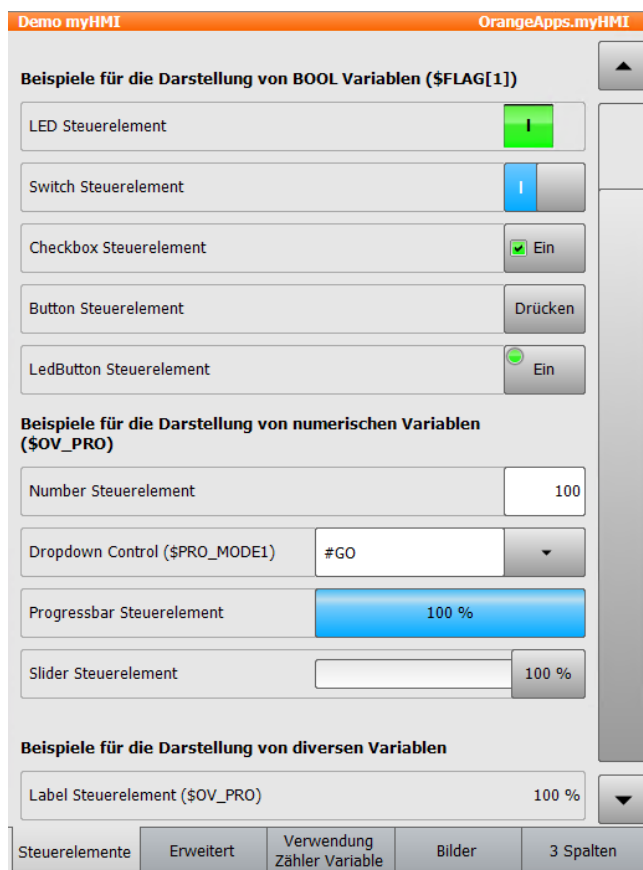 Demo myHMI OrangeApps.myHMI
Beispiele für die Darstellung von BOOL Variablen ($FLAG[1])
LED Steuerelement I
Switch Steuerelement I
Checkbox Steuerelement Ein
Button Steuerelement Drücken
LedButton Steuerelement Ein
Beispiele für die Darstellung von numerischen Variablen
($OV_PRO)
Number Steuerelement 100
Dropdown Control ($PRO_MODE1) #GO
Progressbar Steuerelement 100 %
Slider Steuerelement 100 %
Beispiele für die Darstellung von diversen Variablen
Label Steuerelement ($OV_PRO) 100 %
Steuerelemente Erweitert Verwendung Zähler Variable Bilder 3 Spalten